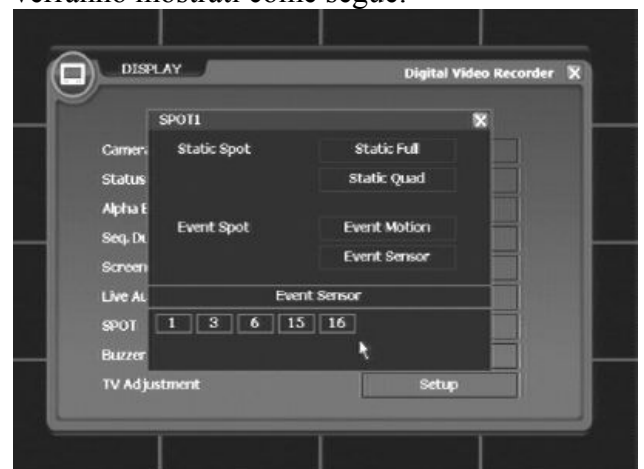 verranno mostrati come segue:
DISPLAY
Digital Video Recorder X
SPOT1 X
Camera
Static Spot Static Full
Status Static Quad
Alpha B
Seq. Du
Event Spot Event Motion
Screen Event Sensor
Live Au Event Sensor
SPOT 1 3 6 15 16
Buzzer
TV Adjustment Setup